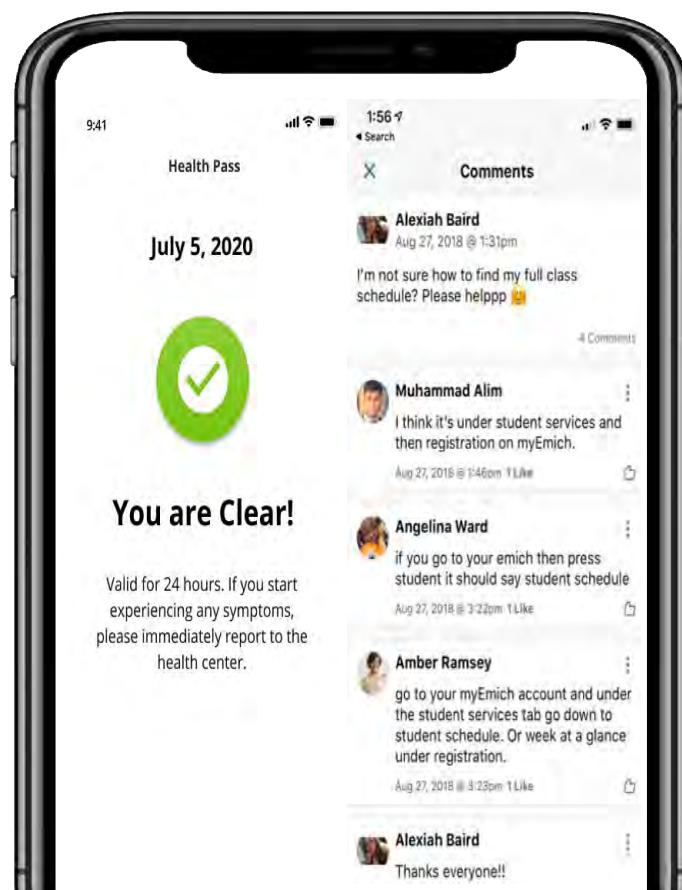 9:41
Health Pass
July 5, 2020
You are Clear!
Valid for 24 hours. If you start
experiencing any symptoms,
please immediately report to the
health center.
1:56
Search
Comments
Alexiah Baird
Aug 27, 2018 @ 1:31pm
I'm not sure how to find my full class
schedule? Please helppp
4 Comments
Muhammad Alim
I think it's under student services and
then registration on myEmich.
Aug 27, 2018 @ 1:46pm 1 Like
Angelina Ward
if you go to your emich then press
student it should say student schedule
Aug 27, 2018 @ 3:22pm 1 Like
Amber Ramsey
go to your myEmich account and under
the student services tab go down to
student schedule. Or week at a glance
under registration.
Aug 27, 2018 @ 3:23pm 1 Like
Alexiah Baird
Thanks everyone!!